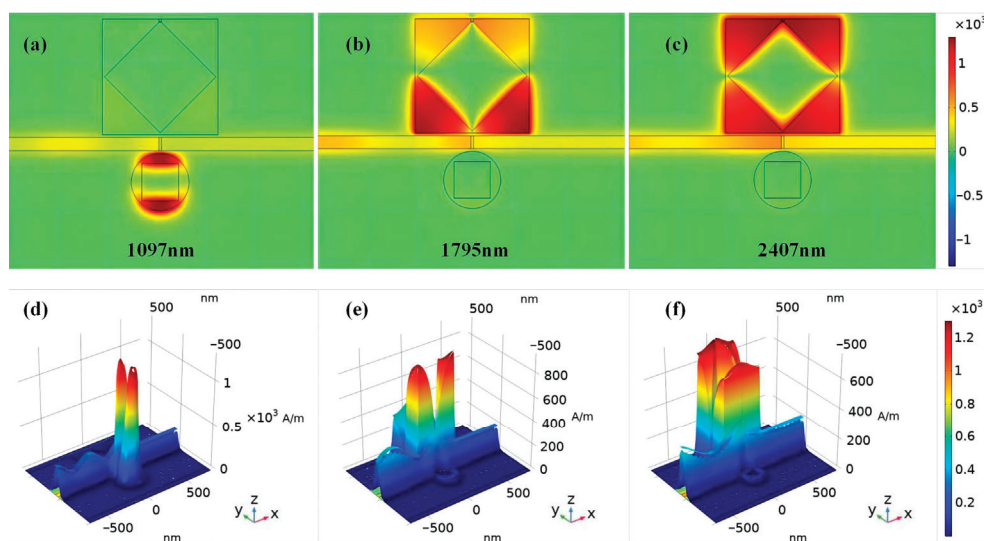 (a)
1097nm
(b)
1795nm
(c)
2407nm
×10³
1
0.5
0
−0.5
−1
(d)
nm
500
−500
1
×10³ A/m
0.5
0
500
0
−500
nm
y z x
(e)
nm
500
−500
800
600
A/m
400
200
0
500
0
−500
nm
y z x
(f)
nm
500
−500
600
A/m
400
200
0
500
0
−500
nm
y z x
×10³
1.2
1
0.8
0.6
0.4
0.2